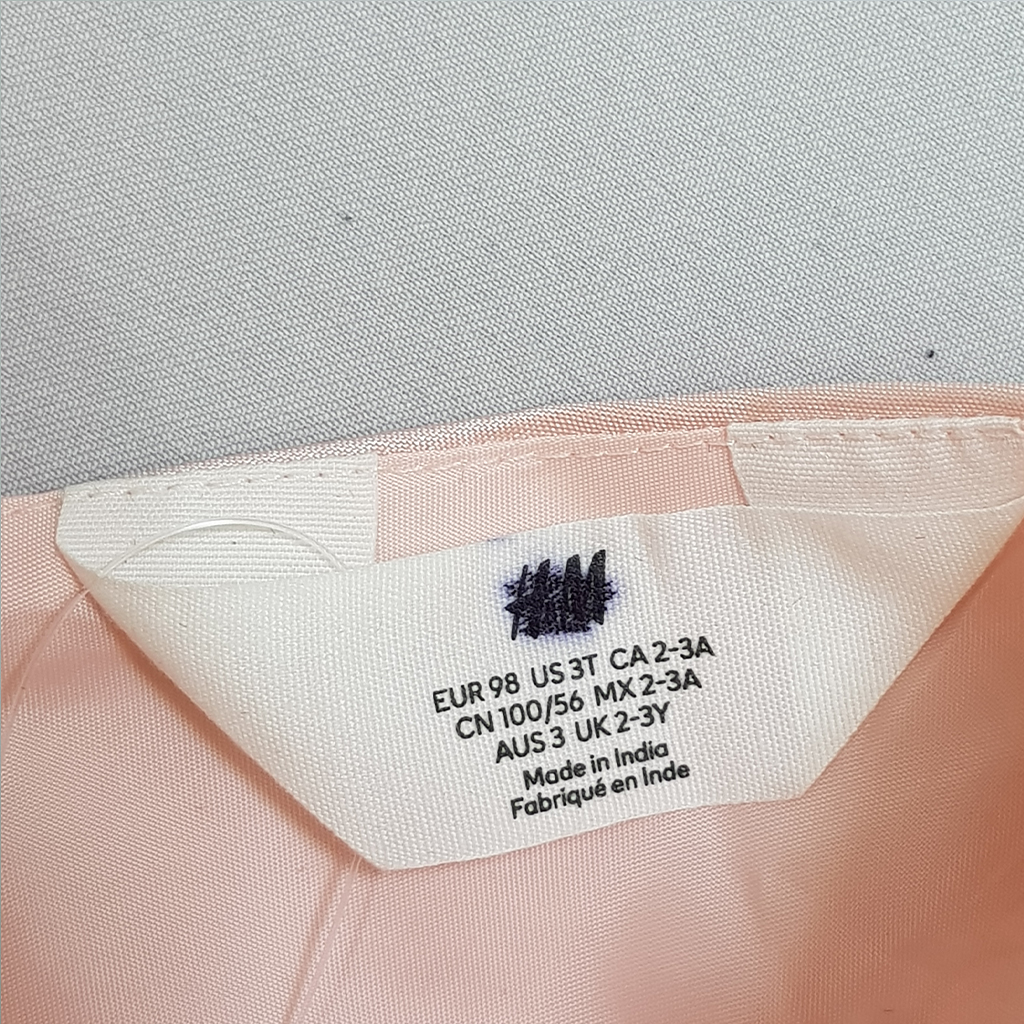 EUR 98 US 3T CA 2-3A
CN 100/56 MX 2-3A
AUS 3 UK 2-3Y
Made in India
Fabriqué en Inde